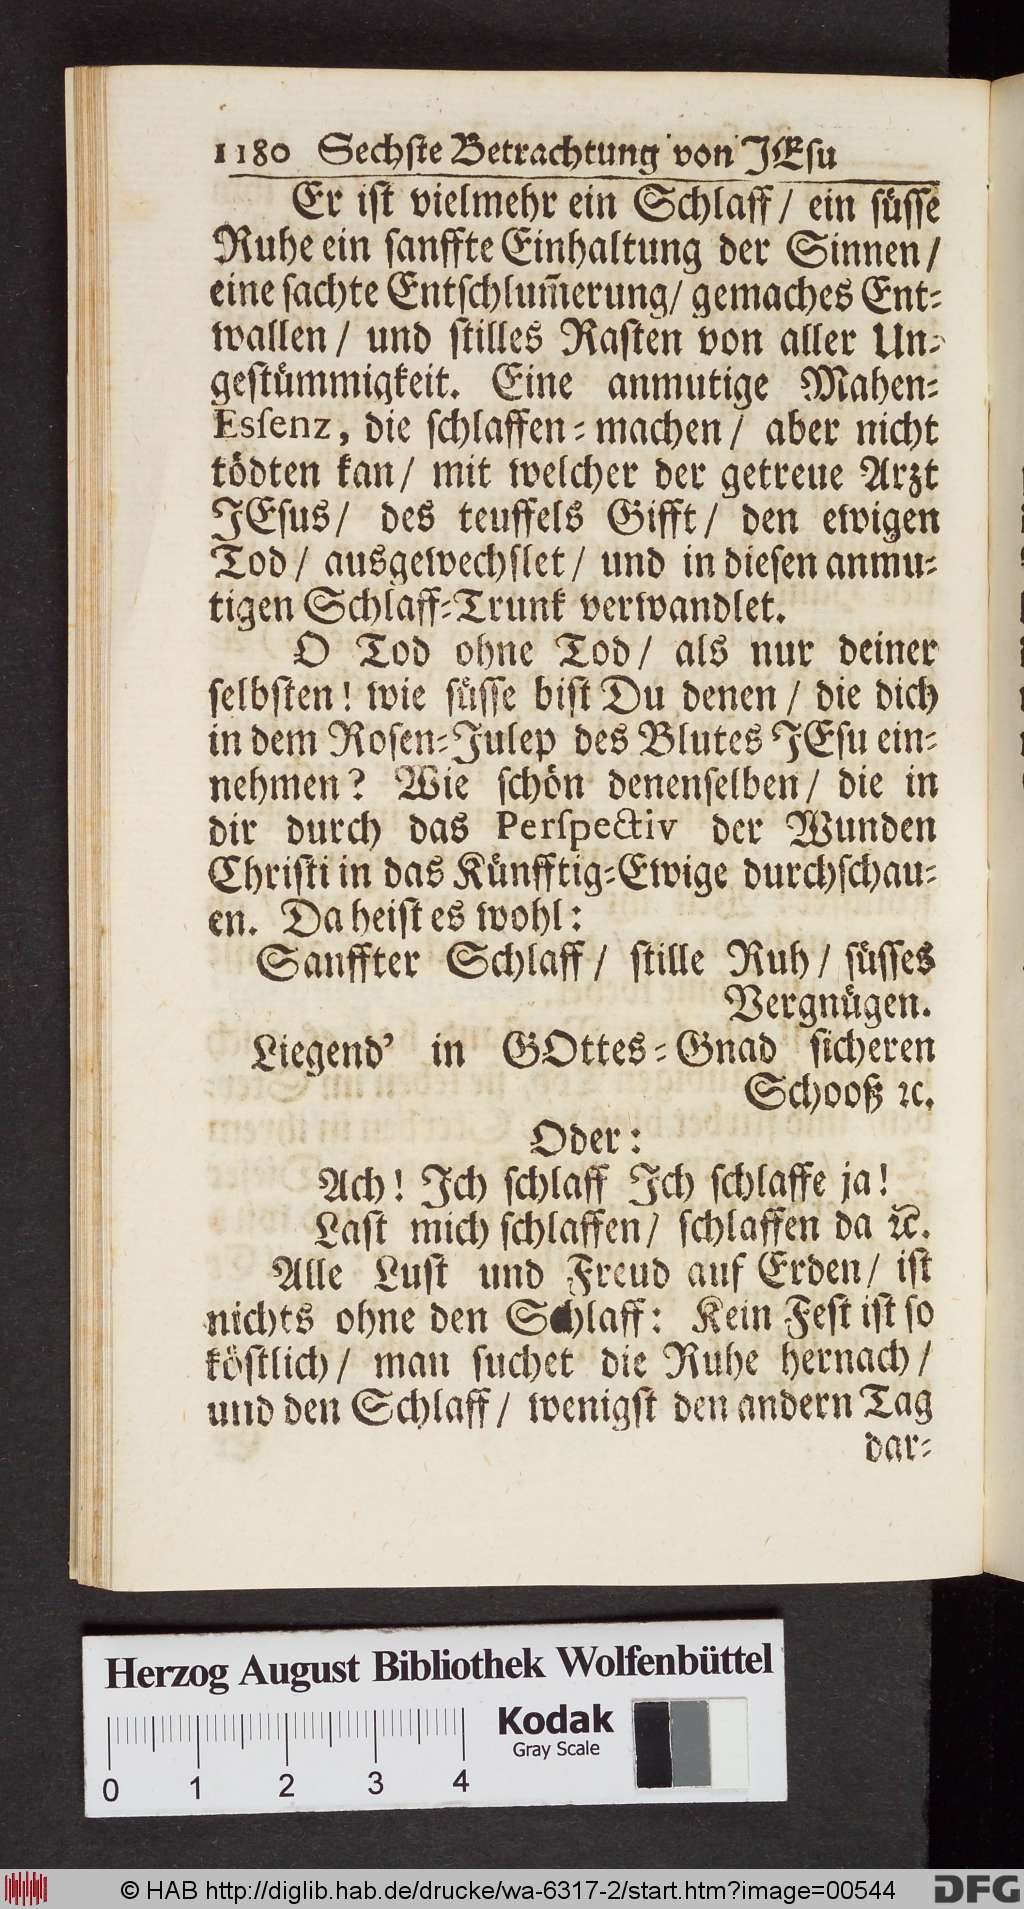 1180 Sechste Betrachtung von JEsu
Er ist vielmehr ein Schlaff / ein süsse
Ruhe ein sanffte Einhaltung der Sinnen /
eine sachte Entschlum̄erung / gemaches Ent-
wallen / und stilles Rasten von aller Un-
gestümmigkeit. Eine anmutige Mahen-
Essenz, die schlaffen-machen / aber nicht
tödten kan / mit welcher der getreue Arzt
JEsus / des teuffels Gifft / den ewigen
Tod / ausgewechslet / und in diesen anmu-
tigen Schlaff-Trunk verwandlet.
O Tod ohne Tod / als nur deiner
selbsten! wie süsse bist Du denen / die dich
in dem Rosen-Julep des Blutes JEsu ein-
nehmen? Wie schön denenselben / die in
dir durch das Perspectiv der Wunden
Christi in das Künfftig-Ewige durchschau-
en. Da heist es wohl:
Sanffter Schlaff / stille Ruh / süsses
Vergnügen.
Liegend' in GOttes-Gnad sicheren
Schooß ꝛc.
Oder:
Ach! Ich schlaff Ich schlaffe ja!
Last mich schlaffen / schlaffen da ꝛc.
Alle Lust und Freud auf Erden / ist
nichts ohne den Schlaff: Kein Fest ist so
köstlich / man suchet die Ruhe hernach /
und den Schlaff / wenigst den andern Tag
dar-
Herzog August Bibliothek Wolfenbüttel
Kodak
Gray Scale
0 1 2 3 4
© HAB http://diglib.hab.de/drucke/wa-6317-2/start.htm?image=00544
DFG